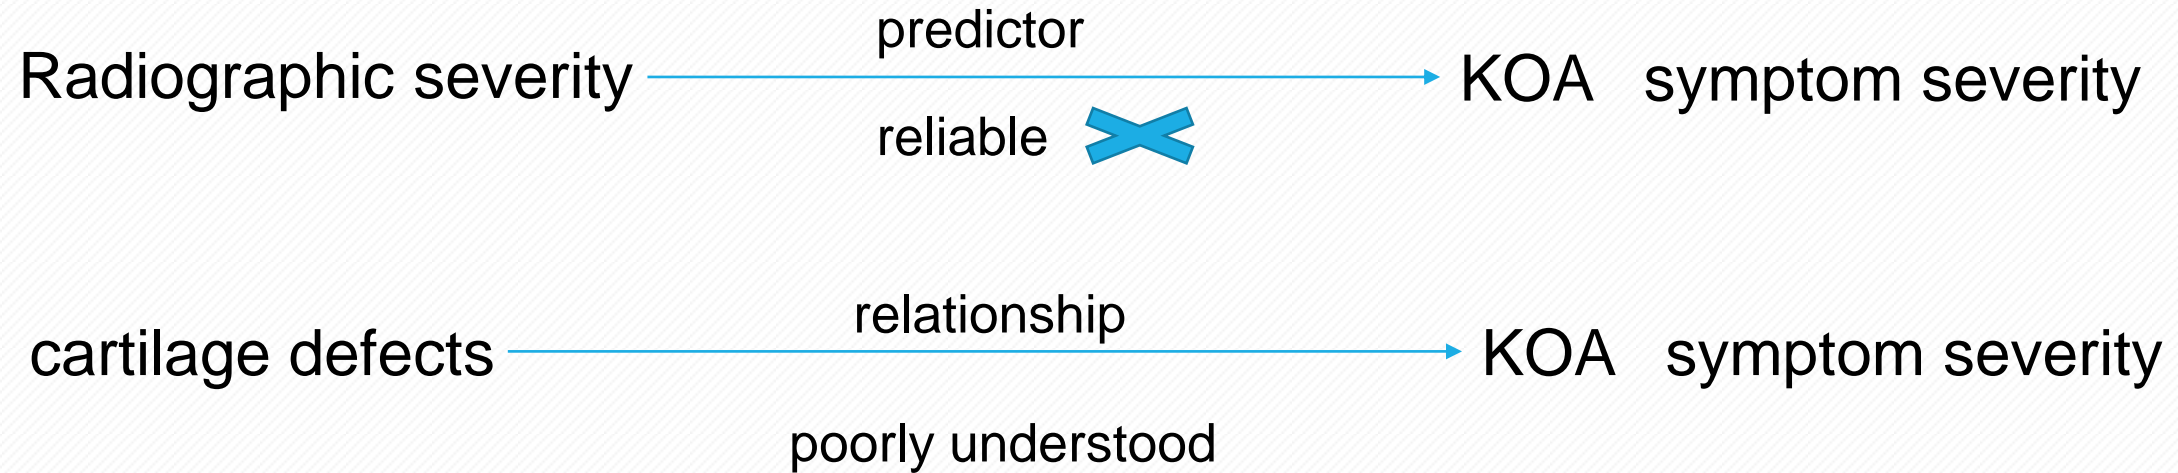 predictor
Radiographic severity KOA symptom severity
reliable
relationship
cartilage defects KOA symptom severity
poorly understood